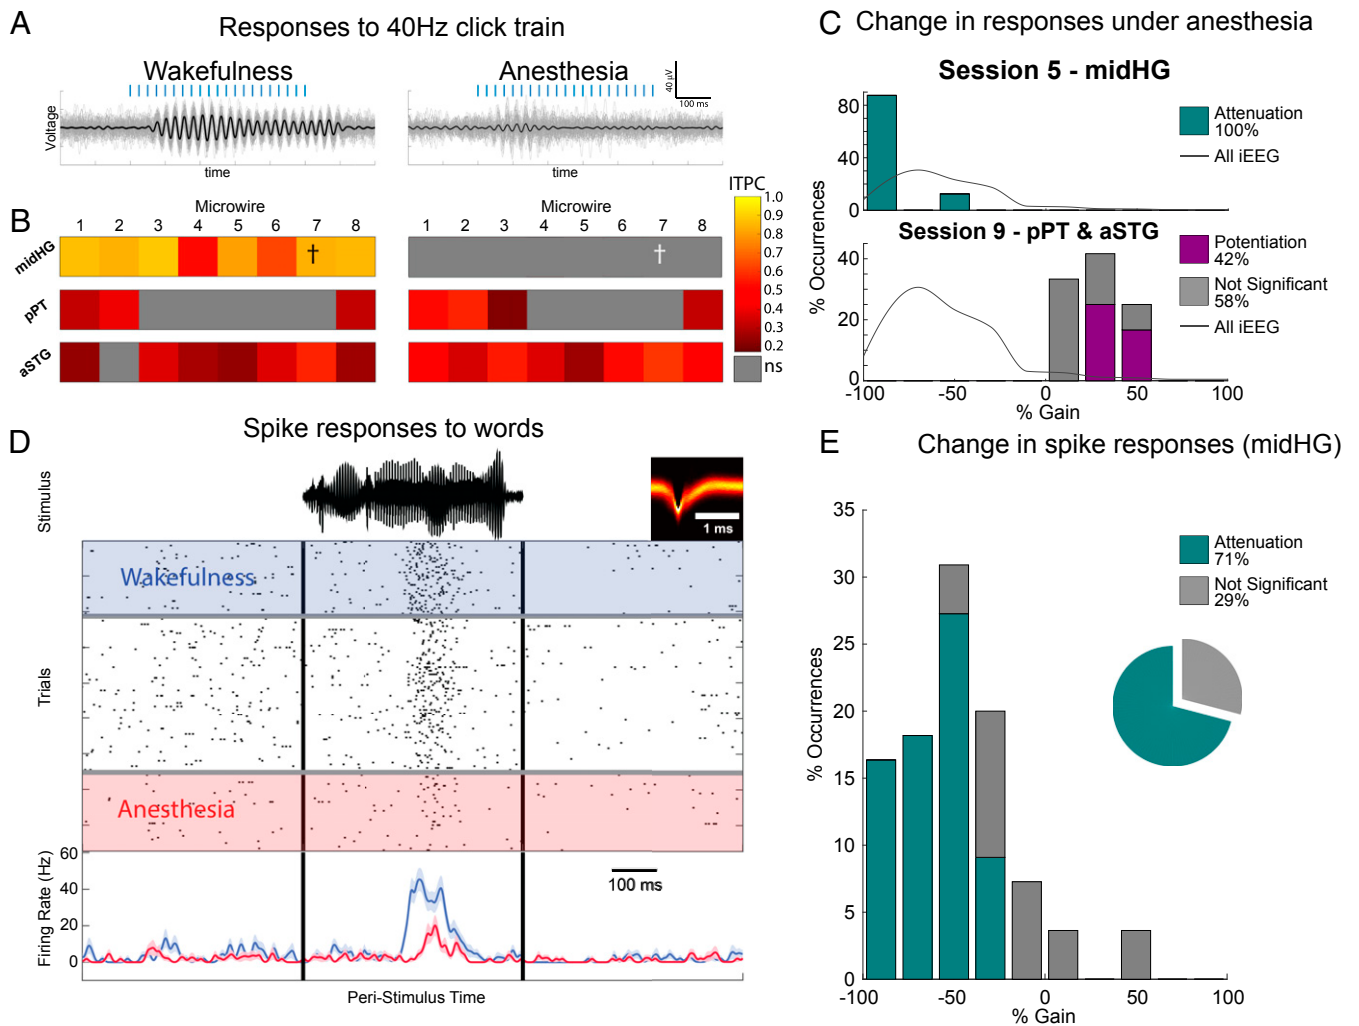 A
Responses to 40Hz click train
Wakefulness
Anesthesia
40 μV
100 ms
Voltage
time
time
B
Microwire
Microwire
1 2 3 4 5 6 7 8
1 2 3 4 5 6 7 8
midHG
†
†
pPT
aSTG
ITPC
1.0
0.9
0.8
0.7
0.6
0.5
0.4
0.3
0.2
ns
C
Change in responses under anesthesia
Session 5 - midHG
80
40
0
Attenuation
100%
All iEEG
% Occurrences
Session 9 - pPT & aSTG
40
20
0
Potentiation
42%
Not Significant
58%
All iEEG
-100 -50 0 50 100
% Gain
D
Spike responses to words
Stimulus
1 ms
Wakefulness
Trials
Anesthesia
60
40
20
0
Firing Rate (Hz)
100 ms
Peri-Stimulus Time
E
Change in spike responses (midHG)
35
30
25
20
15
10
5
0
% Occurrences
Attenuation
71%
Not Significant
29%
-100 -50 0 50 100
% Gain